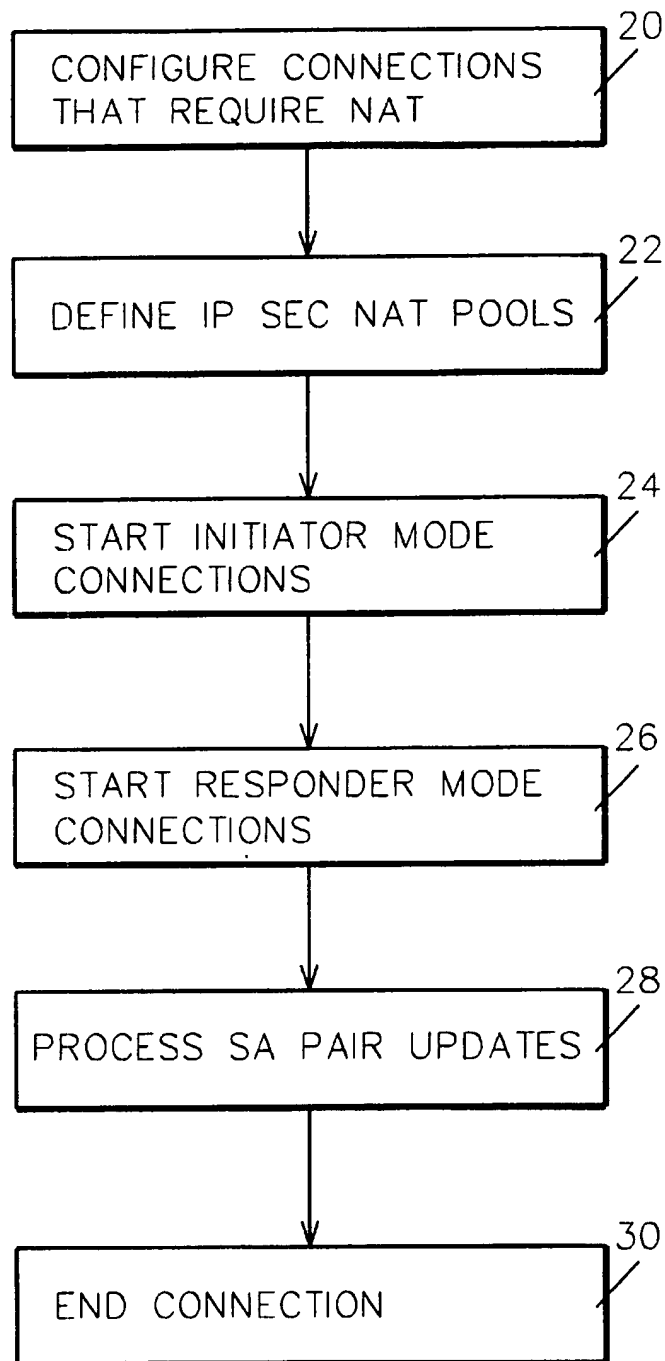 20
CONFIGURE CONNECTIONS
THAT REQUIRE NAT
22
DEFINE IP SEC NAT POOLS
24
START INITIATOR MODE
CONNECTIONS
26
START RESPONDER MODE
CONNECTIONS
28
PROCESS SA PAIR UPDATES
30
END CONNECTION